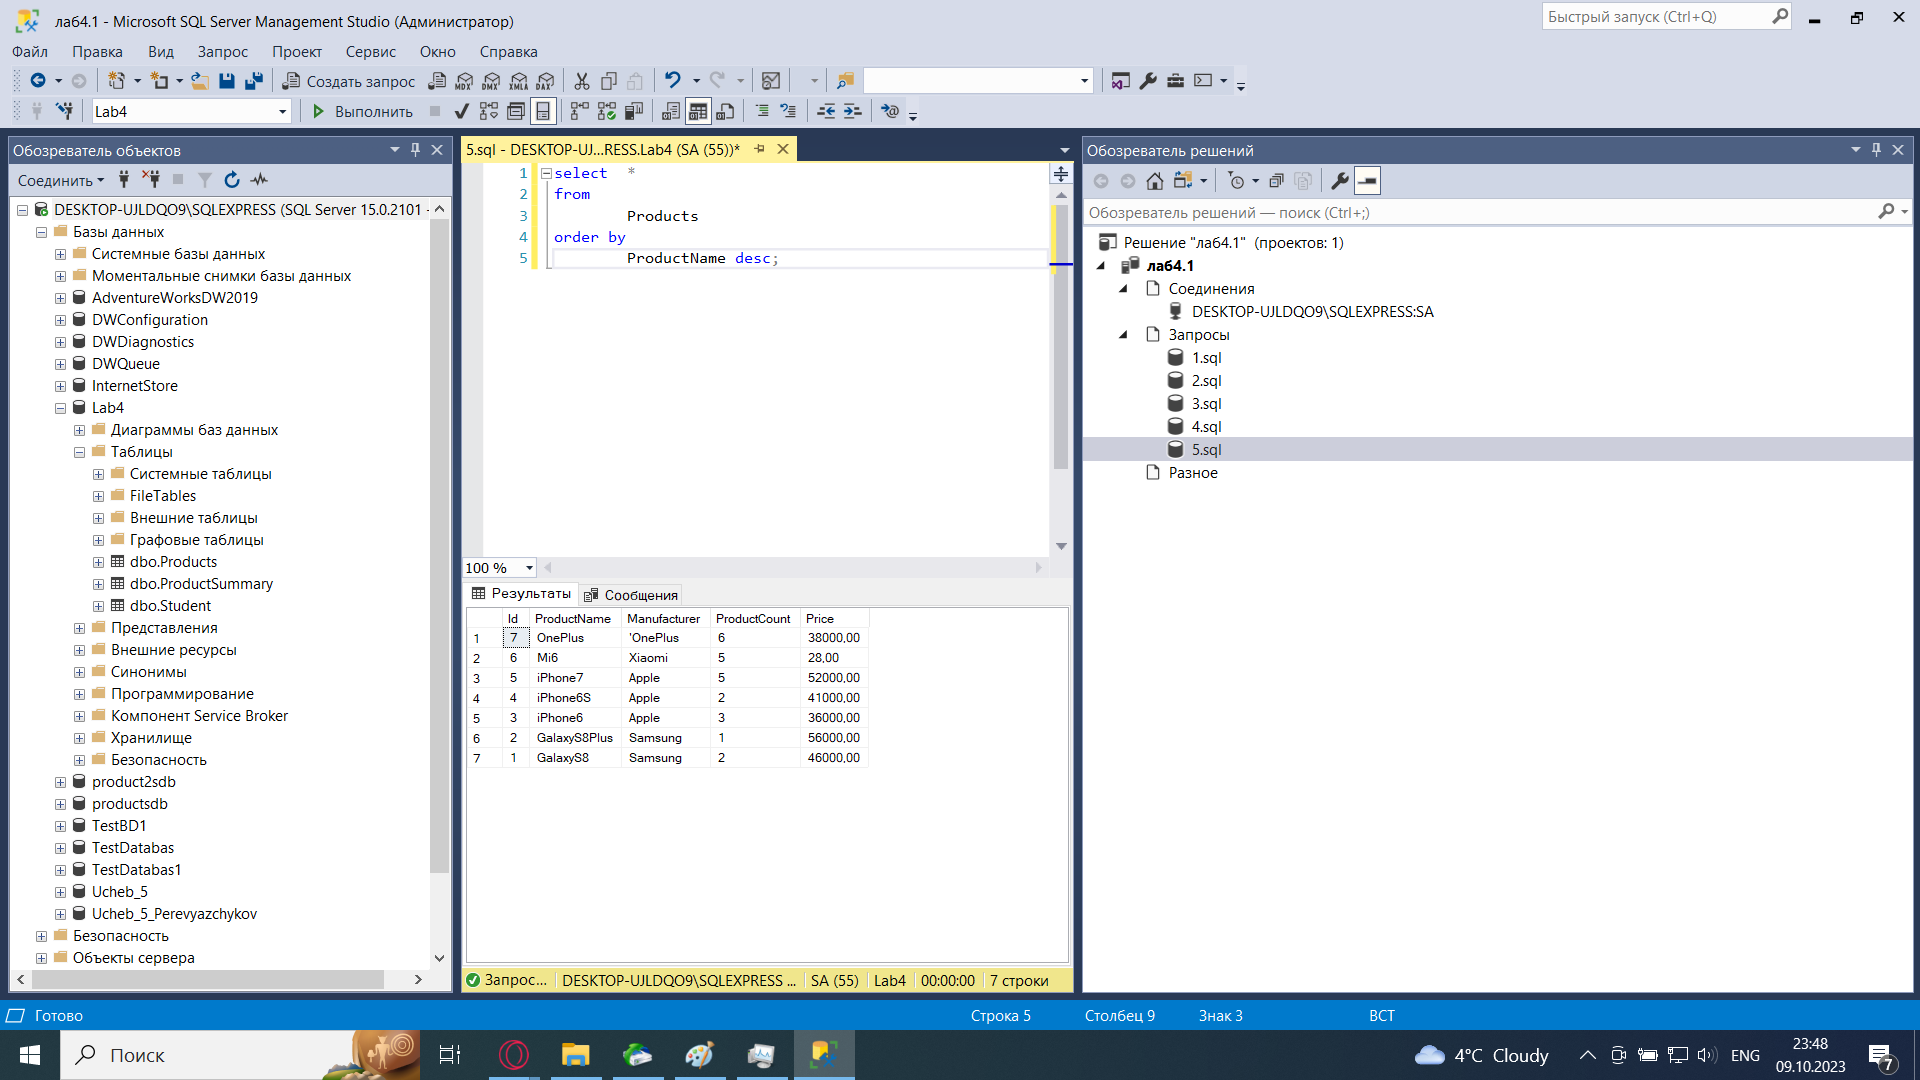 лаб4.1 - Microsoft SQL Server Management Studio (Администратор)
Быстрый запуск (Ctrl+Q)
Файл Правка Вид Запрос Проект Сервис Окно Справка
Создать запрос
MDX DMX XMLA DAX
Lab4
Выполнить
Обозреватель объектов
Соединить
DESKTOP-UJLDQO9\SQLEXPRESS (SQL Server 15.0.2101 -
Базы данных
Системные базы данных
Моментальные снимки базы данных
AdventureWorksDW2019
DWConfiguration
DWDiagnostics
DWQueue
InternetStore
Lab4
Диаграммы баз данных
Таблицы
Системные таблицы
FileTables
Внешние таблицы
Графовые таблицы
dbo.Products
dbo.ProductSummary
dbo.Student
Представления
Внешние ресурсы
Синонимы
Программирование
Компонент Service Broker
Хранилище
Безопасность
product2sdb
productsdb
TestBD1
TestDatabas
TestDatabas1
Ucheb_5
Ucheb_5_Perevyazchykov
Безопасность
Объекты сервера
5.sql - DESKTOP-UJ...RESS.Lab4 (SA (55))*
1 select *
2 from
3 Products
4 order by
5 ProductName desc;
100 %
Результаты Сообщения
Id ProductName Manufacturer ProductCount Price
1 7 OnePlus 'OnePlus 6 38000,00
2 6 Mi6 Xiaomi 5 28,00
3 5 iPhone7 Apple 5 52000,00
4 4 iPhone6S Apple 2 41000,00
5 3 iPhone6 Apple 3 36000,00
6 2 GalaxyS8Plus Samsung 1 56000,00
7 1 GalaxyS8 Samsung 2 46000,00
Запрос... DESKTOP-UJLDQO9\SQLEXPRESS ... SA (55) Lab4 00:00:00 7 строки
Обозреватель решений
Обозреватель решений — поиск (Ctrl+;)
Решение "лаб4.1" (проектов: 1)
лаб4.1
Соединения
DESKTOP-UJLDQO9\SQLEXPRESS:SA
Запросы
1.sql
2.sql
3.sql
4.sql
5.sql
Разное
Готово Строка 5 Столбец 9 Знак 3 ВСТ
Поиск
4°C Cloudy
ENG
23:48
09.10.2023
7